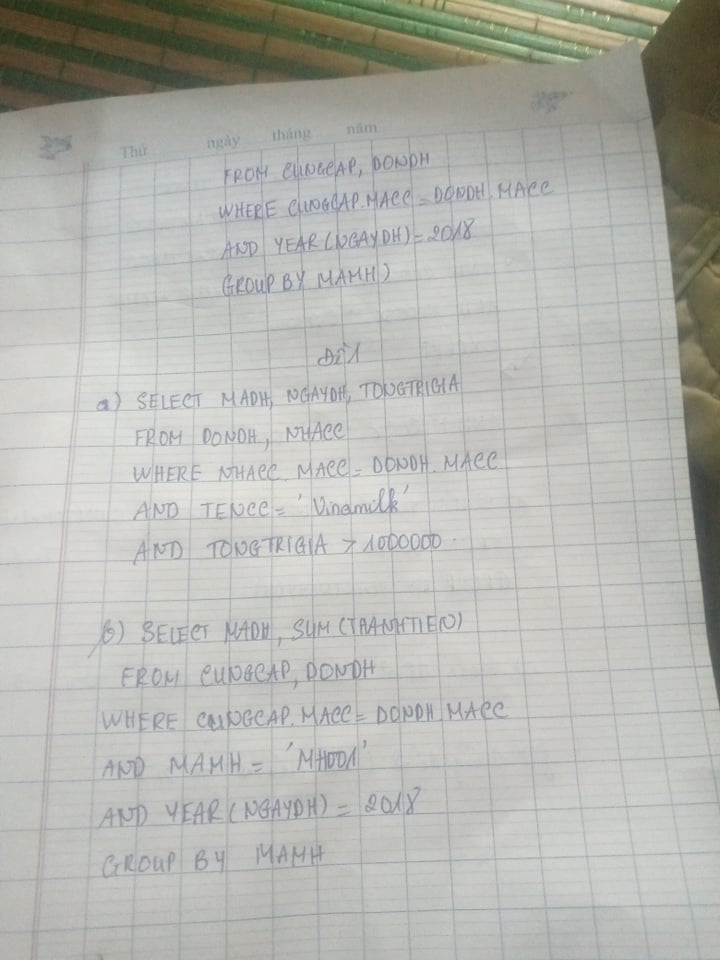 Thứ ngày tháng năm
FROM CUNGCAP, DONDH
WHERE CUNGCAP.MACC = DONDH.MACC
AND YEAR(NGAYDH) = 2018
GROUP BY MAMH)
ĐỀ 1
a) SELECT MADH, NGAYDH, TONGTRIGIA
FROM DONDH, NHACC
WHERE NHACC.MACC = DONDH.MACC
AND TENCC = 'Vinamilk'
AND TONGTRIGIA > 1000000
b) SELECT MADH, SUM(THANHTIEN)
FROM CUNGCAP, DONDH
WHERE CUNGCAP.MACC = DONDH.MACC
AND MAMH = 'MH001'
AND YEAR(NGAYDH) = 2018
GROUP BY MAMH